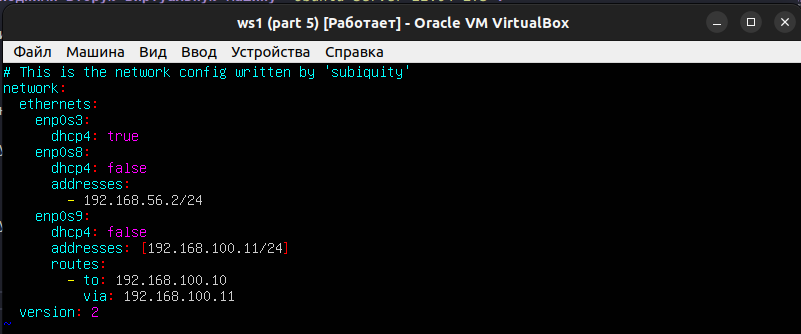 ws1 (part 5) [Работает] - Oracle VM VirtualBox
Файл Машина Вид Ввод Устройства Справка
# This is the network config written by 'subiquity'
network:
  ethernets:
    enp0s3:
      dhcp4: true
    enp0s8:
      dhcp4: false
      addresses:
        - 192.168.56.2/24
    enp0s9:
      dhcp4: false
      addresses: [192.168.100.11/24]
      routes:
        - to: 192.168.100.10
          via: 192.168.100.11
  version: 2
~